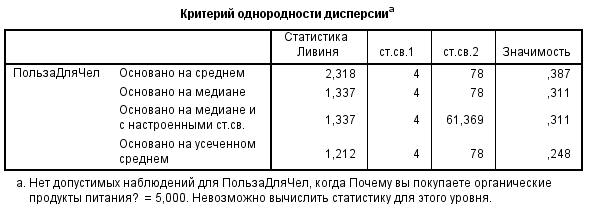 Критерий однородности дисперсииa
Статистика Ливиня ст.св.1 ст.св.2 Значимость
ПользаДляЧел Основано на среднем 2,318 4 78 ,387
Основано на медиане 1,337 4 78 ,311
Основано на медиане и с настроенными ст.св. 1,337 4 61,369 ,311
Основано на усеченном среднем 1,212 4 78 ,248
a. Нет допустимых наблюдений для ПользаДляЧел, когда Почему вы покупаете органические
продукты питания? = 5,000. Невозможно вычислить статистику для этого уровня.